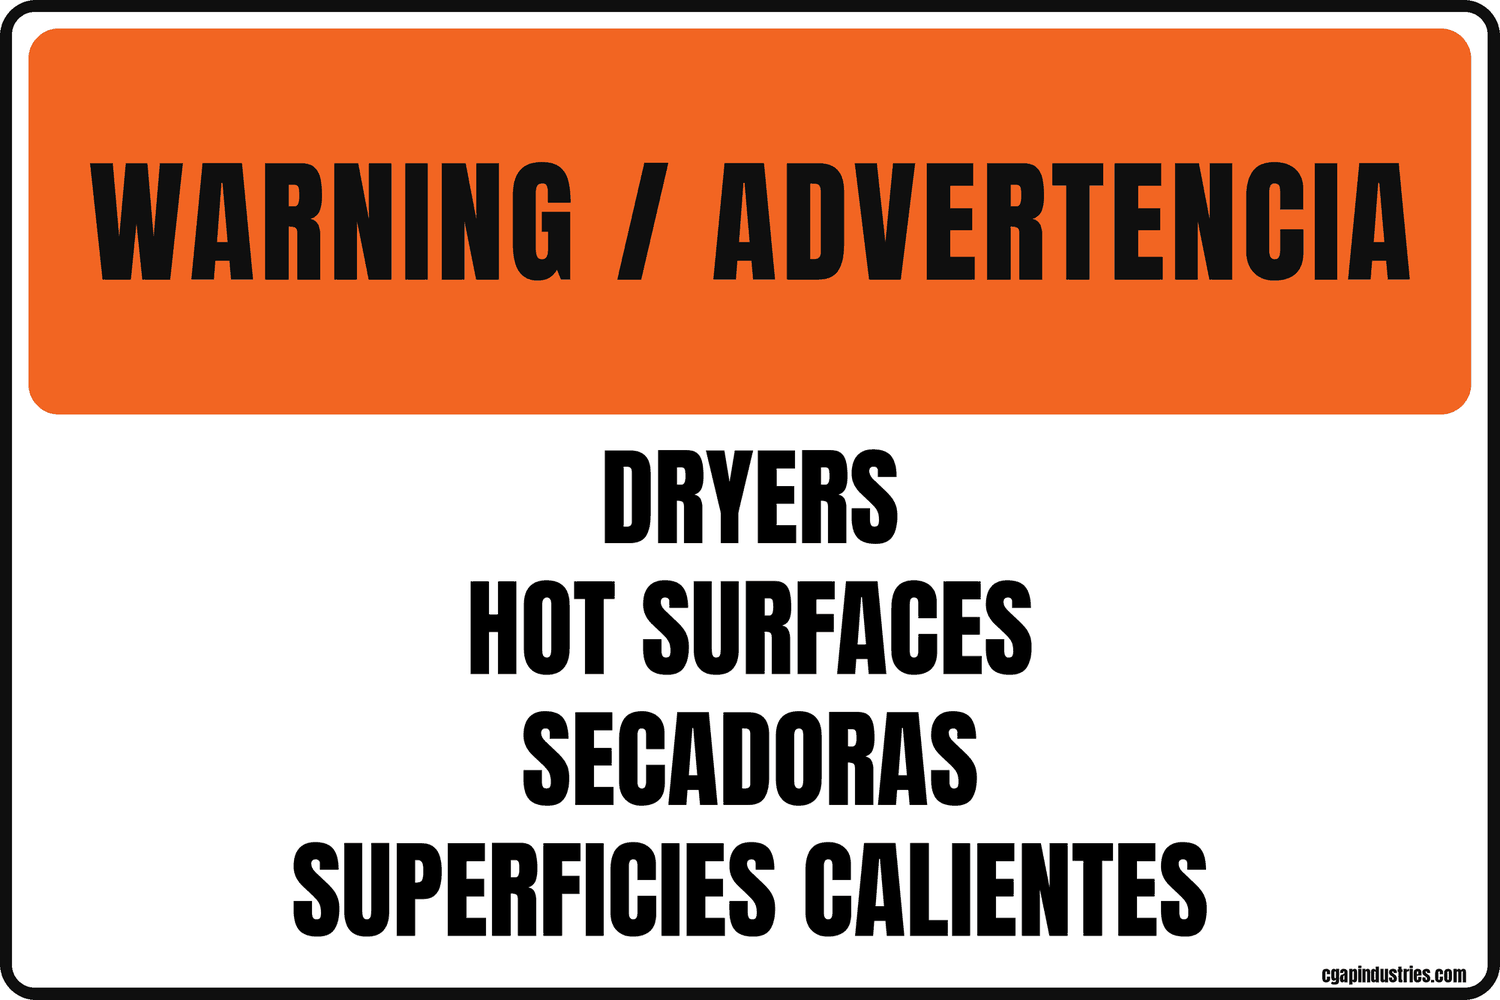 WARNING / ADVERTENCIA
DRYERS
HOT SURFACES
SECADORAS
SUPERFICIES CALIENTES
cgapindustries.com